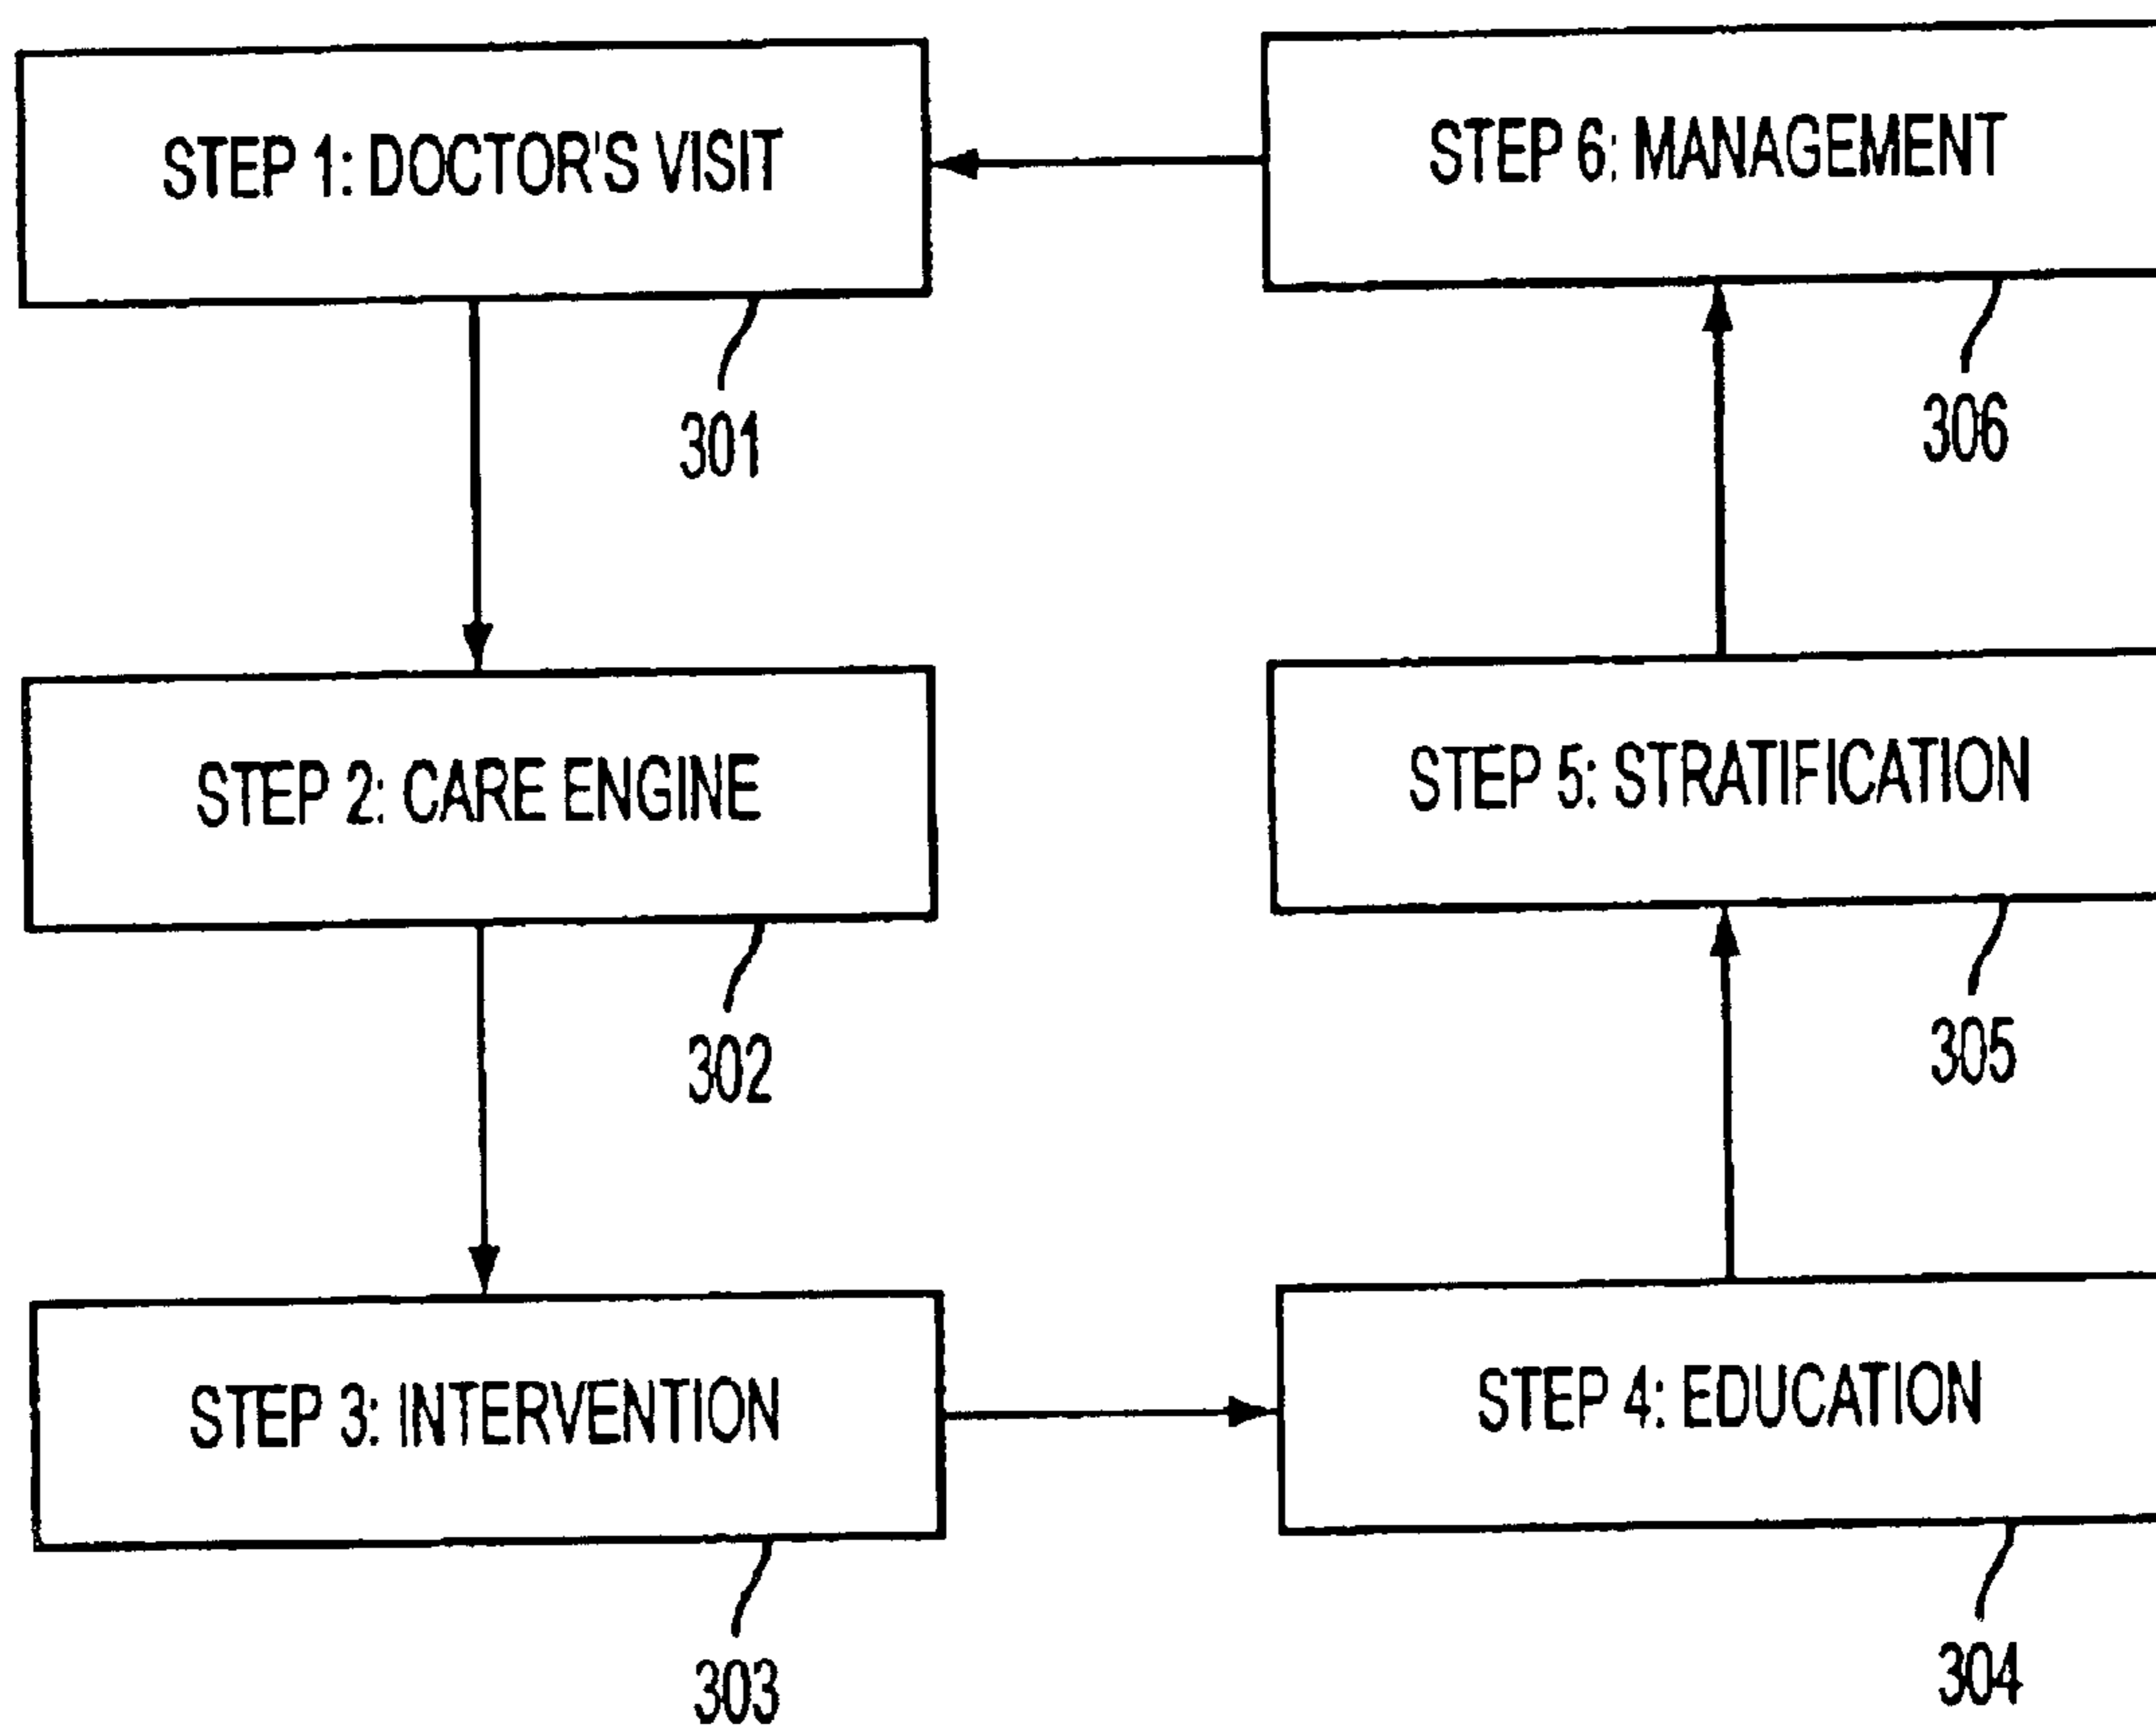 STEP 1: DOCTOR'S VISIT
301
STEP 2: CARE ENGINE
302
STEP 3: INTERVENTION
303
STEP 4: EDUCATION
304
STEP 5: STRATIFICATION
305
STEP 6: MANAGEMENT
306